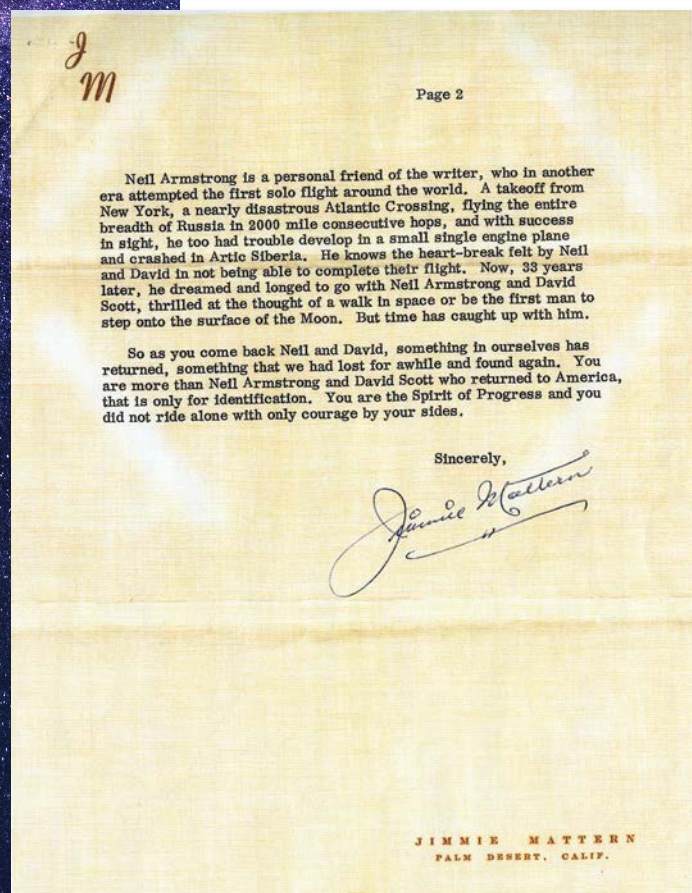 J
M
Page 2
Neil Armstrong is a personal friend of the writer, who in another
era attempted the first solo flight around the world. A takeoff from
New York, a nearly disastrous Atlantic Crossing, flying the entire
breadth of Russia in 2000 mile consecutive hops, and with success
in sight, he too had trouble develop in a small single engine plane
and crashed in Artic Siberia. He knows the heart-break felt by Neil
and David in not being able to complete their flight. Now, 33 years
later, he dreamed and longed to go with Neil Armstrong and David
Scott, thrilled at the thought of a walk in space or be the first man to
step onto the surface of the Moon. But time has caught up with him.
So as you come back Neil and David, something in ourselves has
returned, something that we had lost for awhile and found again. You
are more than Neil Armstrong and David Scott who returned to America,
that is only for identification. You are the Spirit of Progress and you
did not ride alone with only courage by your sides.
Sincerely,
Jimmie Mattern
JIMMIE MATTERN
PALM DESERT, CALIF.